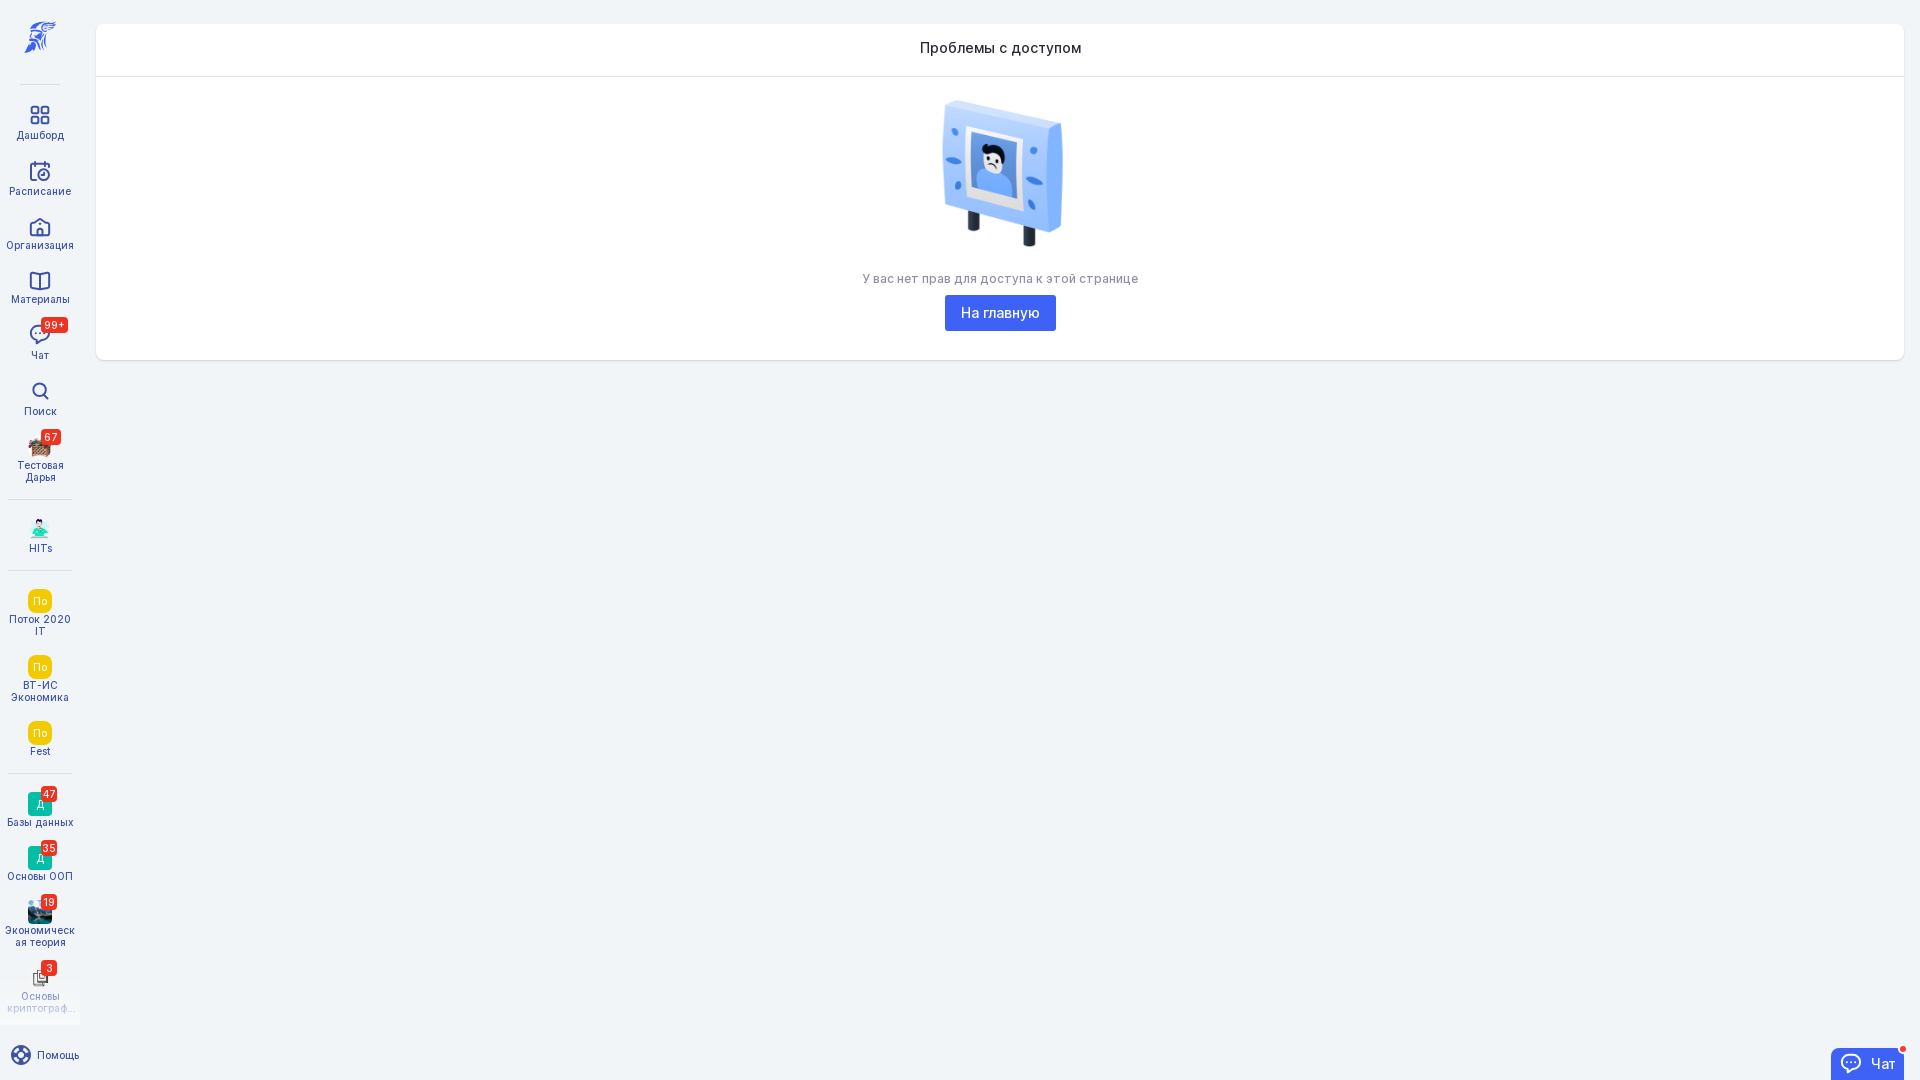 Проблемы с доступом
У вас нет прав для доступа к этой странице
На главную
Дашборд
Расписание
Организация
Материалы
99+
Чат
Поиск
67
Тестовая
Дарья
HITs
По
Поток 2020
IT
По
ВТ-ИС
Экономика
По
Fest
47
Д
Базы данных
35
Д
Основы ООП
19
Экономическ
ая теория
3
Основы
криптограф...
Помощь
Чат